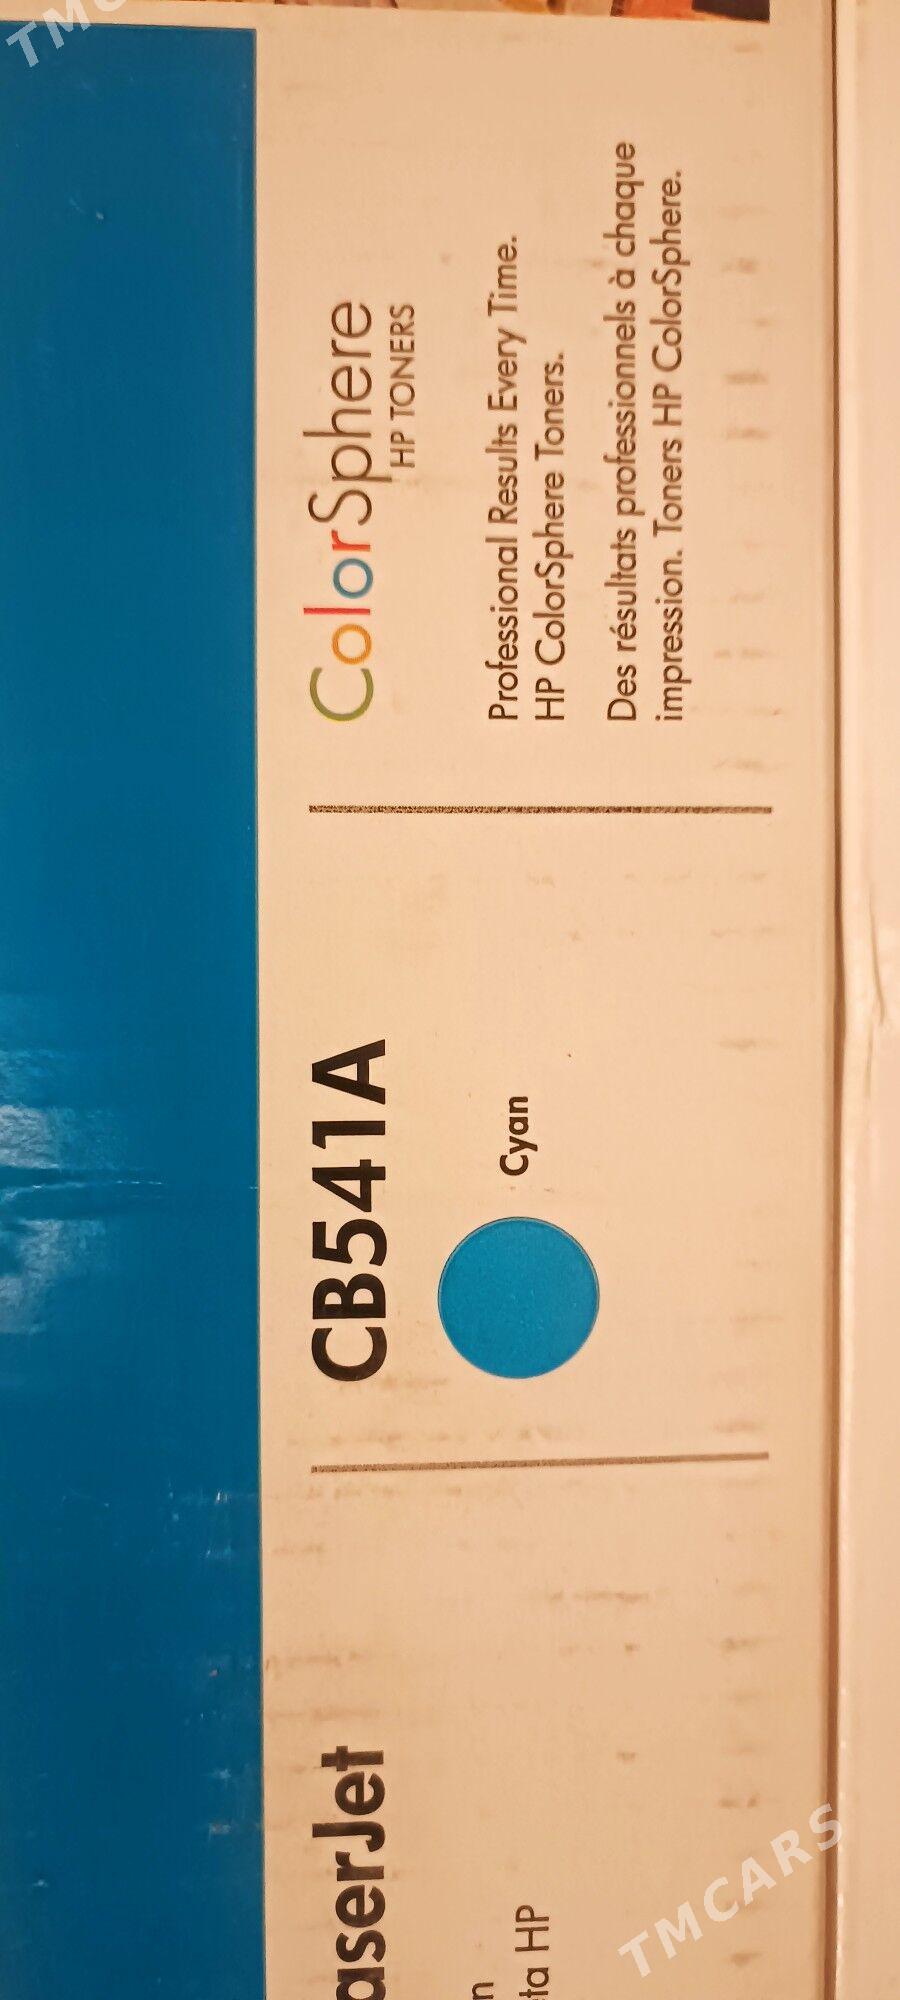 aserJet
n
ta HP
CB541A
Cyan
ColorSphere
HP TONERS
Professional Results Every Time.
HP ColorSphere Toners.
Des résultats professionnels à chaque
impression. Toners HP ColorSphere.
TMCARS